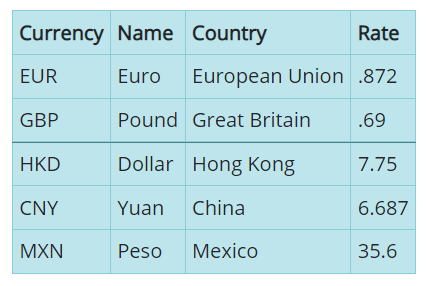 Currency Name Country Rate
EUR Euro European Union .872
GBP Pound Great Britain .69
HKD Dollar Hong Kong 7.75
CNY Yuan China 6.687
MXN Peso Mexico 35.6